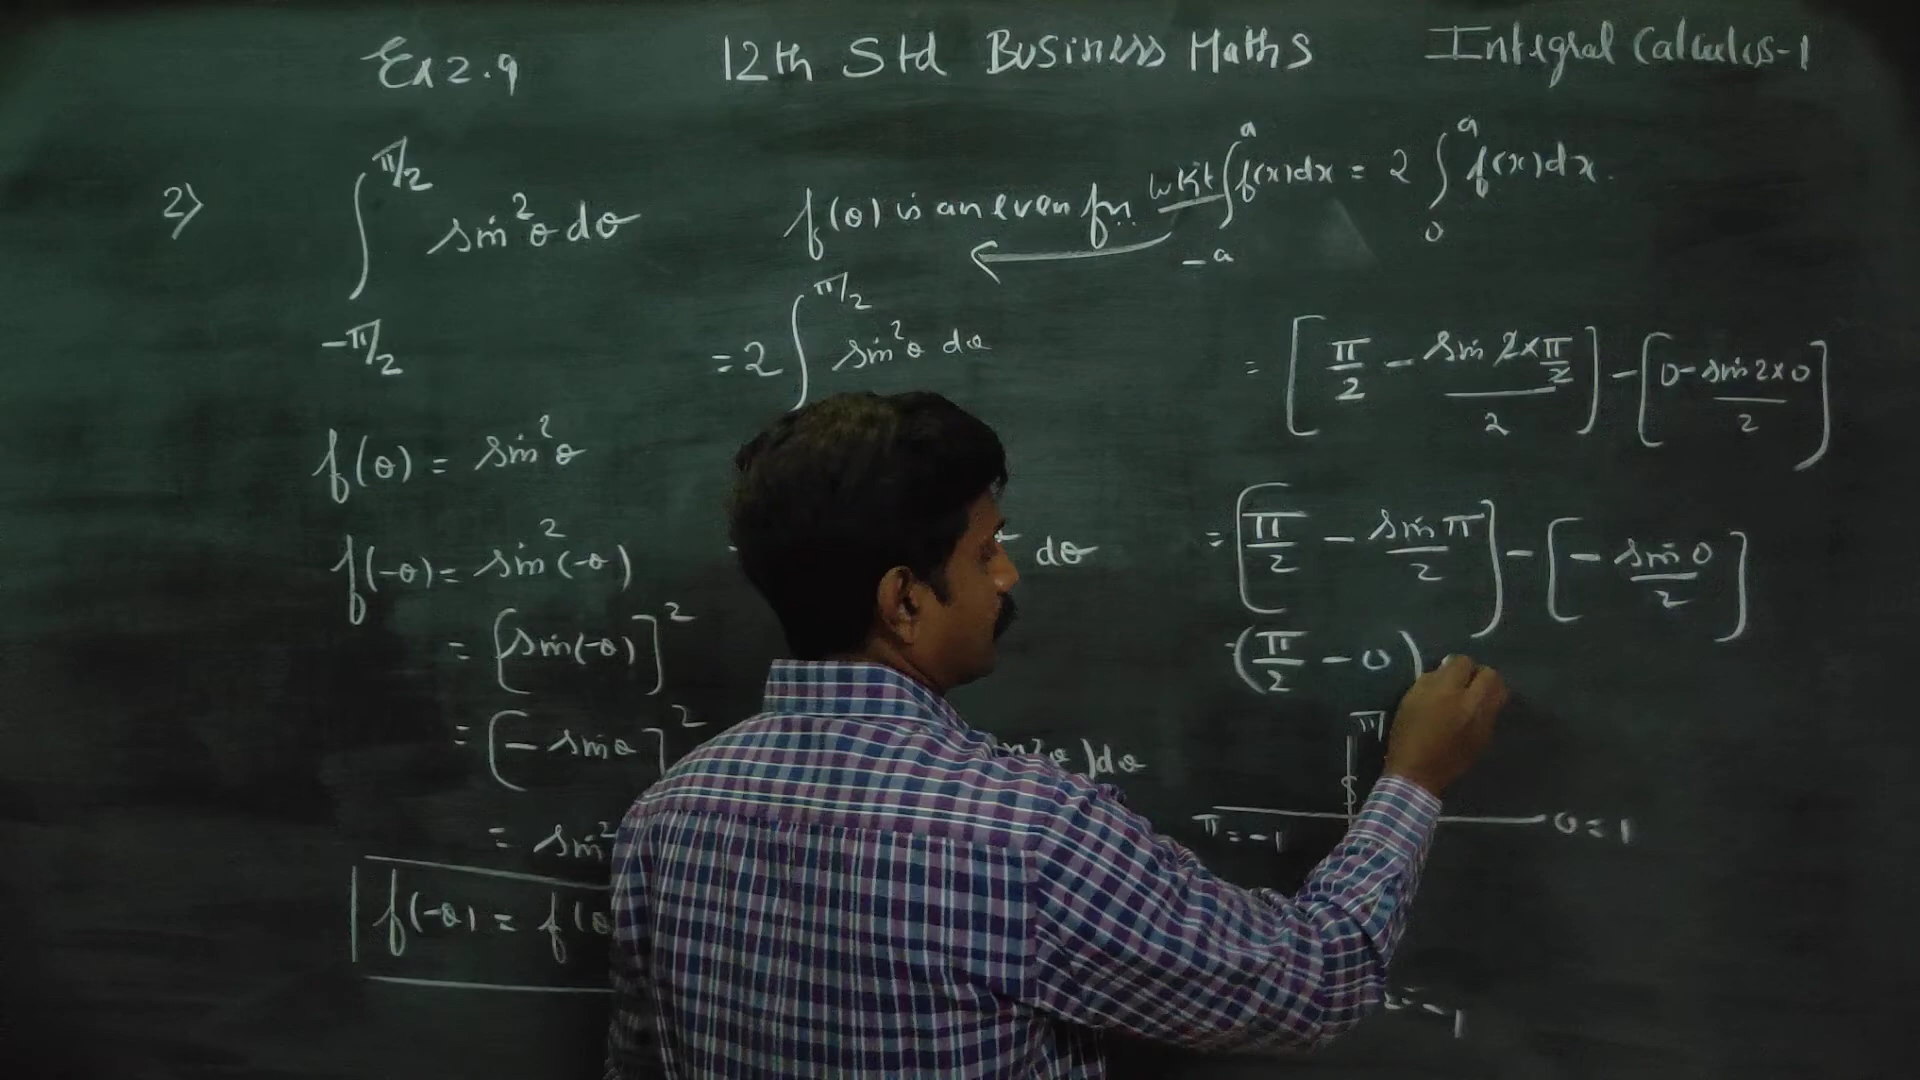 Ex 2.9 12th Std Business Maths Integral Calculus-1
2) ∫_{-π/2}^{π/2} sin²θ dθ
f(θ) = sin²θ
f(-θ) = sin²(-θ)
= [sin(-θ)]²
= [-sinθ]²
= sin²
f(-θ) = f(θ
f(θ) is an even fn. WKT ∫_{-a}^{a} f(x)dx = 2 ∫_{0}^{a} f(x)dx.
= 2 ∫^{π/2} sin²θ dθ
dθ
n2θ)dθ
= [π/2 - sin 2×π/2 / 2] - [0 - sin 2×0 / 2]
= [π/2 - sin π / 2] - [- sin 0 / 2]
= (π/2 - 0)
π
S
π = -1 0 = 1
= -1